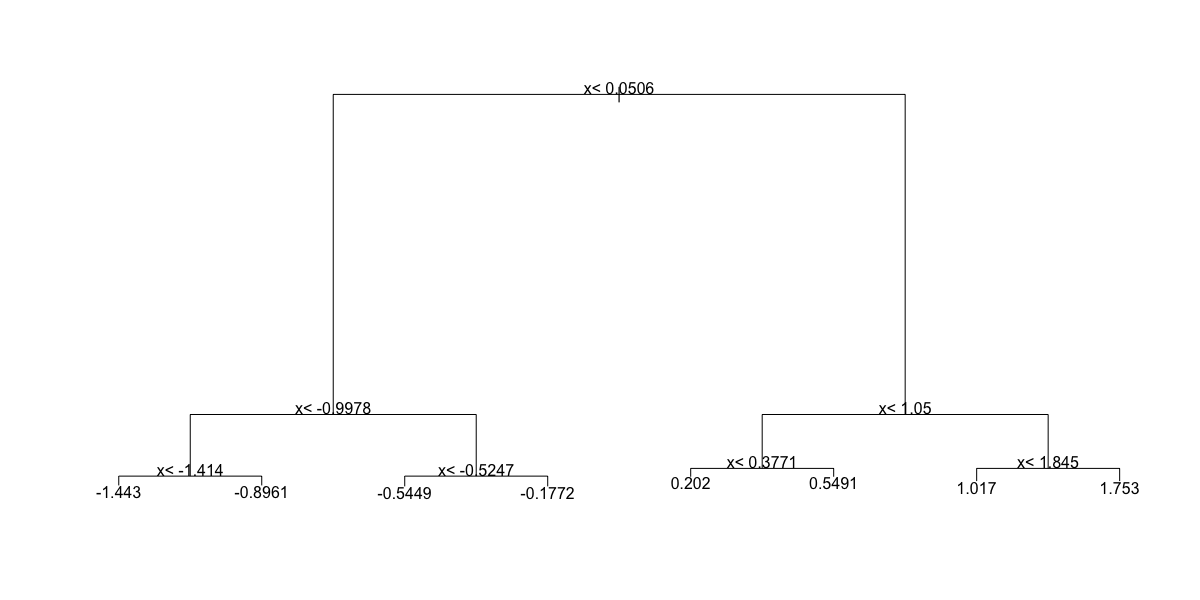 x< 0.0506
x< -0.9978
x< 1.05
x< -1.414
x< -0.5247
x< 0.3771
x< 1.845
-1.443
-0.8961
-0.5449
-0.1772
0.202
0.5491
1.017
1.753